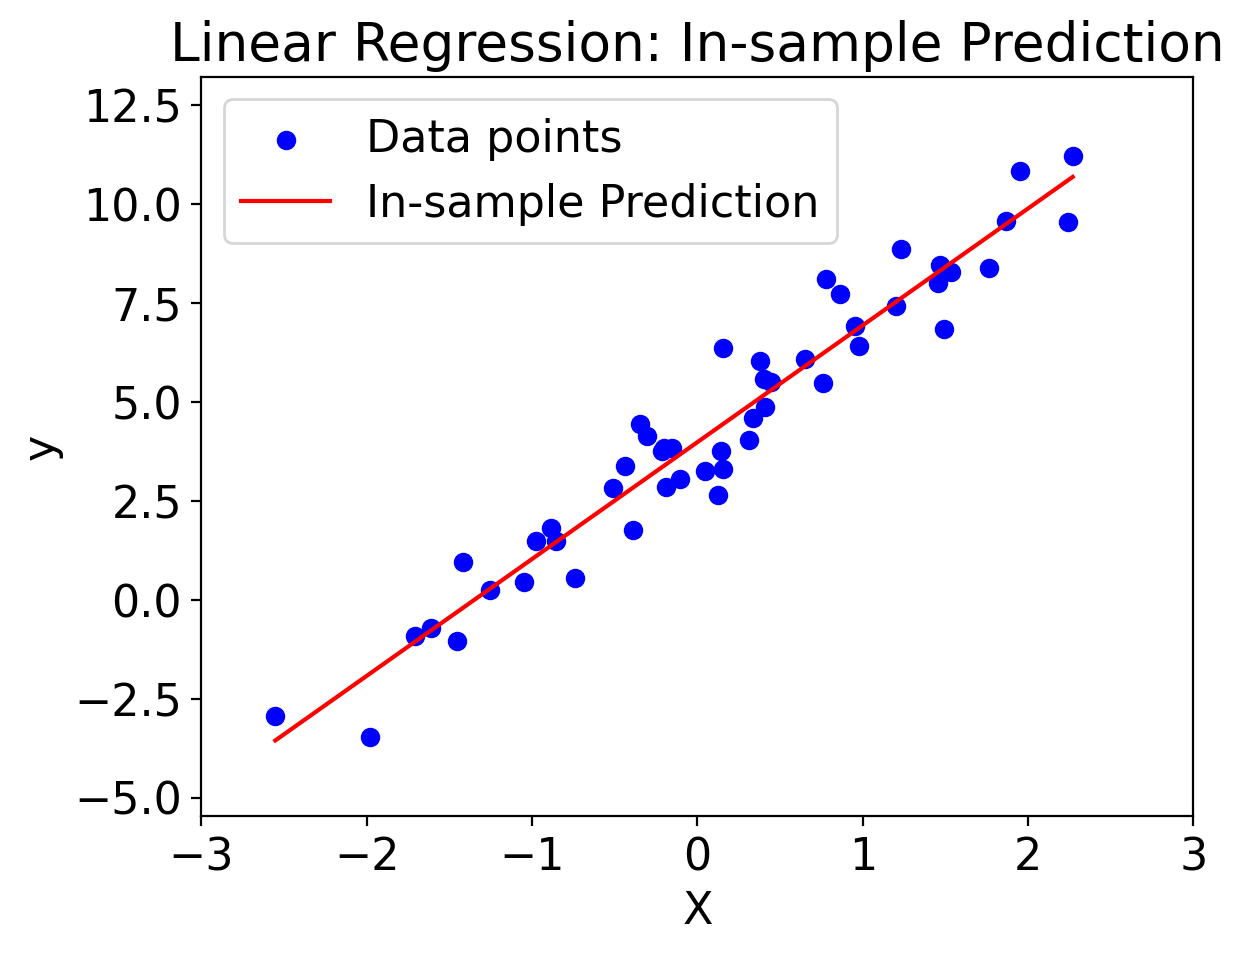 Linear Regression: In-sample Prediction
Data points
In-sample Prediction
12.5
10.0
7.5
5.0
2.5
0.0
−2.5
−5.0
y
−3 −2 −1 0 1 2 3
X